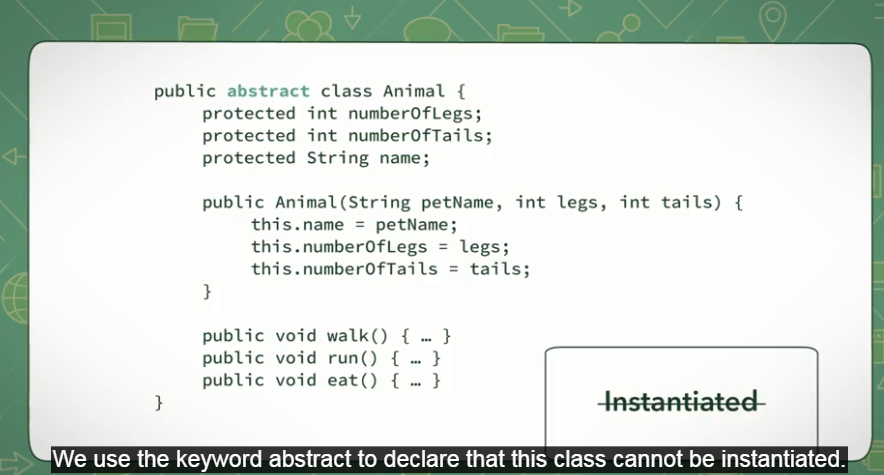 public abstract class Animal {
protected int numberOfLegs;
protected int numberOfTails;
protected String name;
public Animal(String petName, int legs, int tails) {
this.name = petName;
this.numberOfLegs = legs;
this.numberOfTails = tails;
}
public void walk() { … }
public void run() { … }
public void eat() { … }
}
Instantiated
We use the keyword abstract to declare that this class cannot be instantiated.